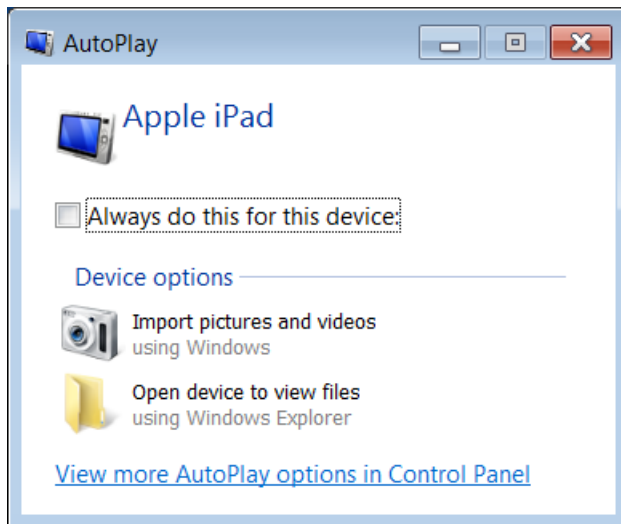 AutoPlay
Apple iPad
Always do this for this device:
Device options
Import pictures and videos
using Windows
Open device to view files
using Windows Explorer
View more AutoPlay options in Control Panel